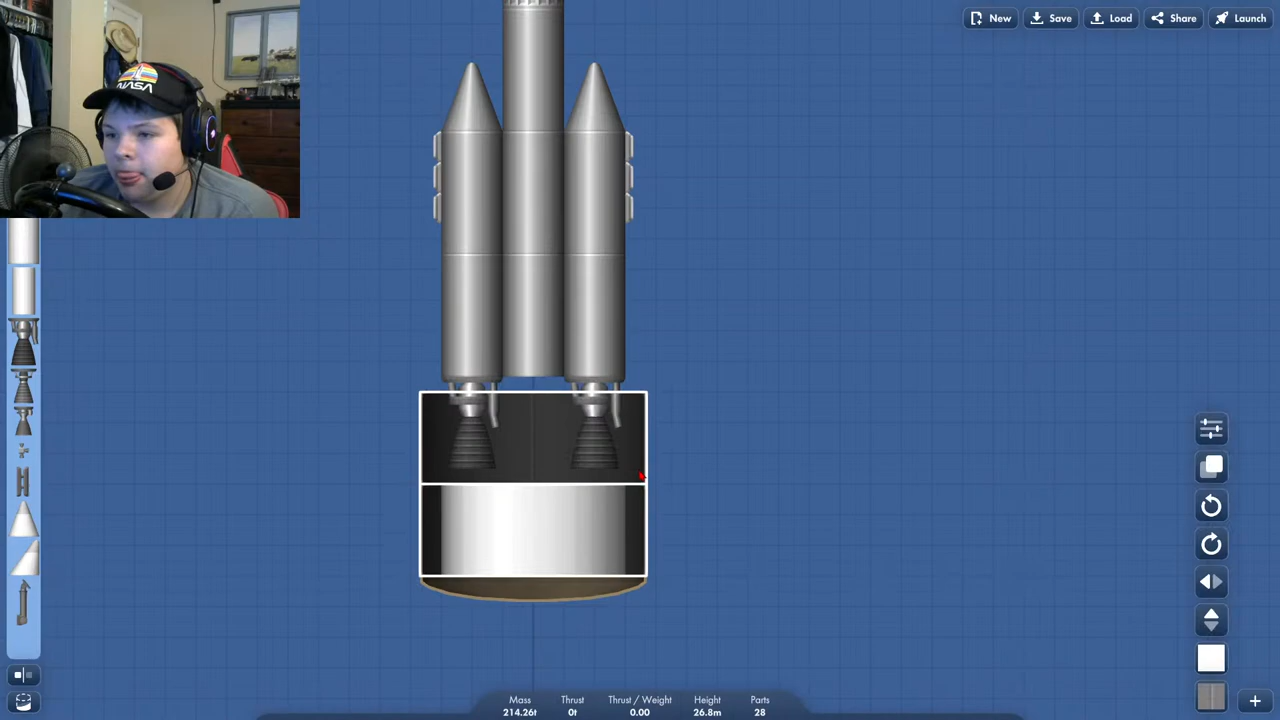 New Save Load Share Launch
NASA
Mass Thrust Thrust / Weight Height Parts
214.26t 0t 0.00 26.8m 28